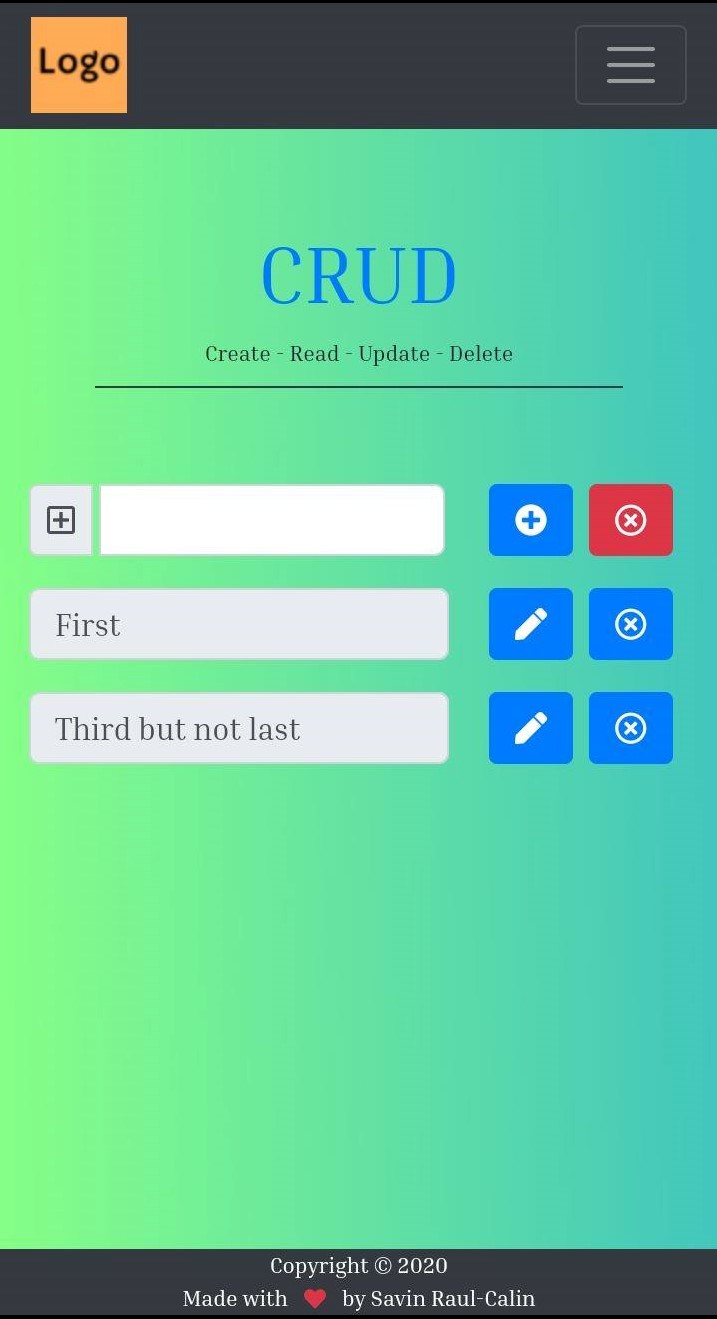 Logo
CRUD
Create - Read - Update - Delete
First
Third but not last
Copyright © 2020
Made with ❤ by Savin Raul-Calin